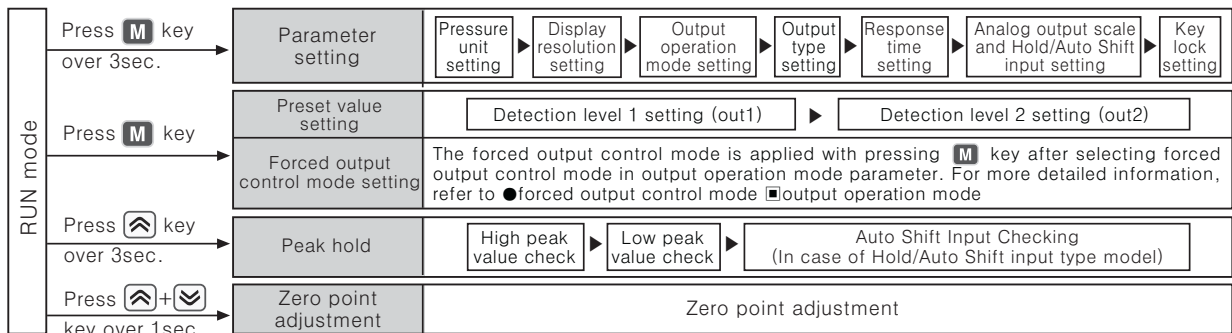 RUN mode
Press M key
over 3sec.
Parameter
setting
Pressure
unit
setting
Display
resolution
setting
Output
operation
mode setting
Output
type
setting
Response
time
setting
Analog output scale
and Hold/Auto Shift
input setting
Key
lock
setting
Press M key
Preset value
setting
Detection level 1 setting (out1)
Detection level 2 setting (out2)
Forced output
control mode setting
The forced output control mode is applied with pressing M key after selecting forced
output control mode in output operation mode parameter. For more detailed information,
refer to ●forced output control mode ▣output operation mode
Press key
over 3sec.
Peak hold
High peak
value check
Low peak
value check
Auto Shift Input Checking
(In case of Hold/Auto Shift input type model)
Press +
key over 1sec
Zero point
adjustment
Zero point adjustment